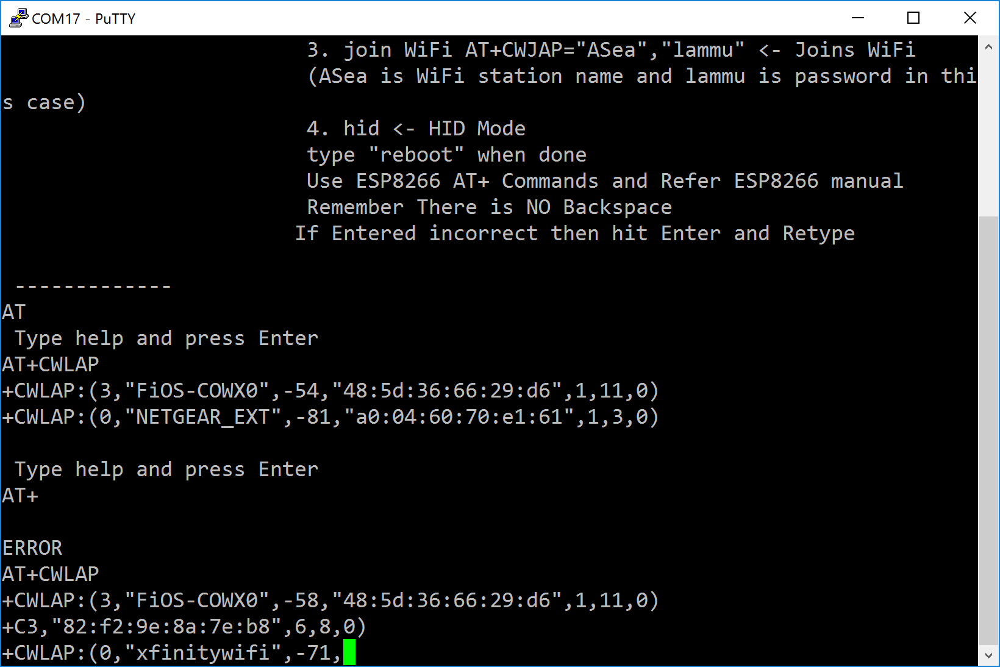 COM17 - PuTTY
3. join WiFi AT+CWJAP="ASea","lammu" <- Joins WiFi
(ASea is WiFi station name and lammu is password in thi
s case)
4. hid <- HID Mode
type "reboot" when done
Use ESP8266 AT+ Commands and Refer ESP8266 manual
Remember There is NO Backspace
If Entered incorrect then hit Enter and Retype
-------------
AT
Type help and press Enter
AT+CWLAP
+CWLAP:(3,"FiOS-COWX0",-54,"48:5d:36:66:29:d6",1,11,0)
+CWLAP:(0,"NETGEAR_EXT",-81,"a0:04:60:70:e1:61",1,3,0)
Type help and press Enter
AT+
ERROR
AT+CWLAP
+CWLAP:(3,"FiOS-COWX0",-58,"48:5d:36:66:29:d6",1,11,0)
+C3,"82:f2:9e:8a:7e:b8",6,8,0)
+CWLAP:(0,"xfinitywifi",-71,